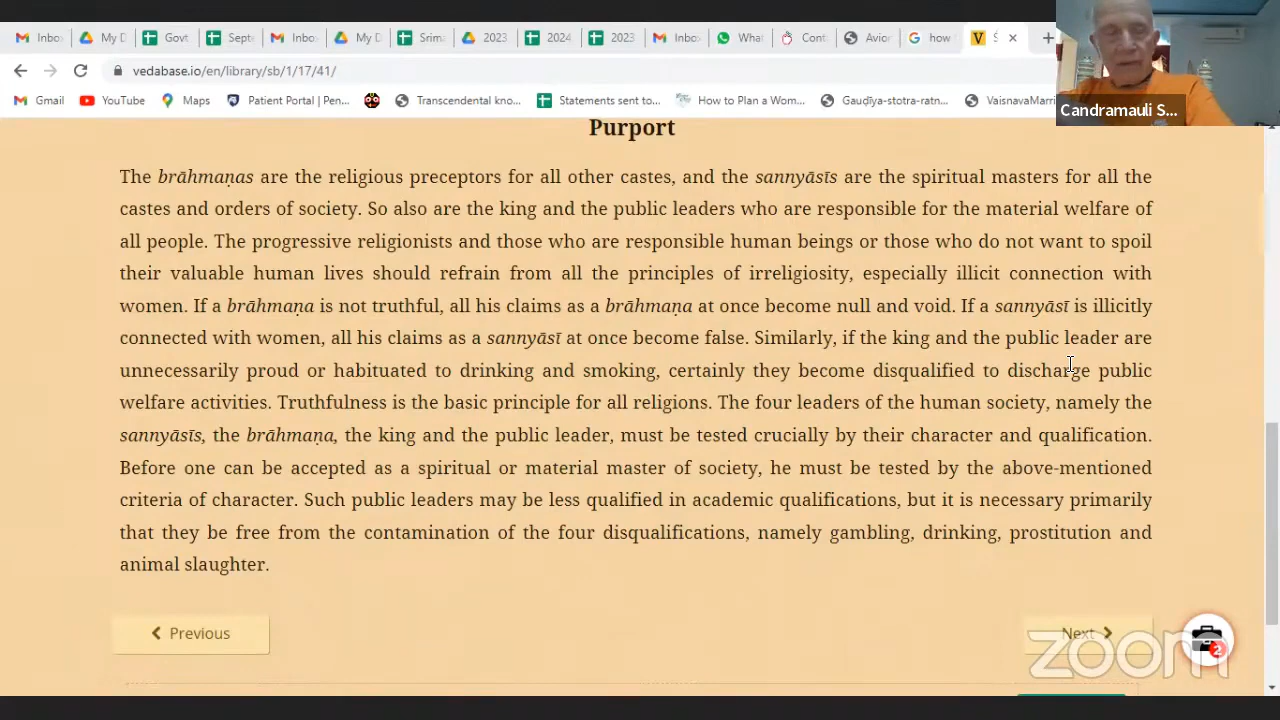 Inbo
My D
Govt
Septe
Inbo
My D
Srima
2023
2024
2023
Inbo
What
Cont
Avior
how
vedabase.io/en/library/sb/1/17/41/
Gmail
YouTube
Maps
Patient Portal | Pen...
Transcendental kno...
Statements sent to...
How to Plan a Wom...
Gauḍīya-stotra-ratn...
VaisnavaMarri
Candramauli S...
Purport
The brāhmaṇas are the religious preceptors for all other castes, and the sannyāsīs are the spiritual masters for all the
castes and orders of society. So also are the king and the public leaders who are responsible for the material welfare of
all people. The progressive religionists and those who are responsible human beings or those who do not want to spoil
their valuable human lives should refrain from all the principles of irreligiosity, especially illicit connection with
women. If a brāhmaṇa is not truthful, all his claims as a brāhmaṇa at once become null and void. If a sannyāsī is illicitly
connected with women, all his claims as a sannyāsī at once become false. Similarly, if the king and the public leader are
unnecessarily proud or habituated to drinking and smoking, certainly they become disqualified to discharge public
welfare activities. Truthfulness is the basic principle for all religions. The four leaders of the human society, namely the
sannyāsīs, the brāhmaṇa, the king and the public leader, must be tested crucially by their character and qualification.
Before one can be accepted as a spiritual or material master of society, he must be tested by the above-mentioned
criteria of character. Such public leaders may be less qualified in academic qualifications, but it is necessary primarily
that they be free from the contamination of the four disqualifications, namely gambling, drinking, prostitution and
animal slaughter.
Previous
Next
2
zoom